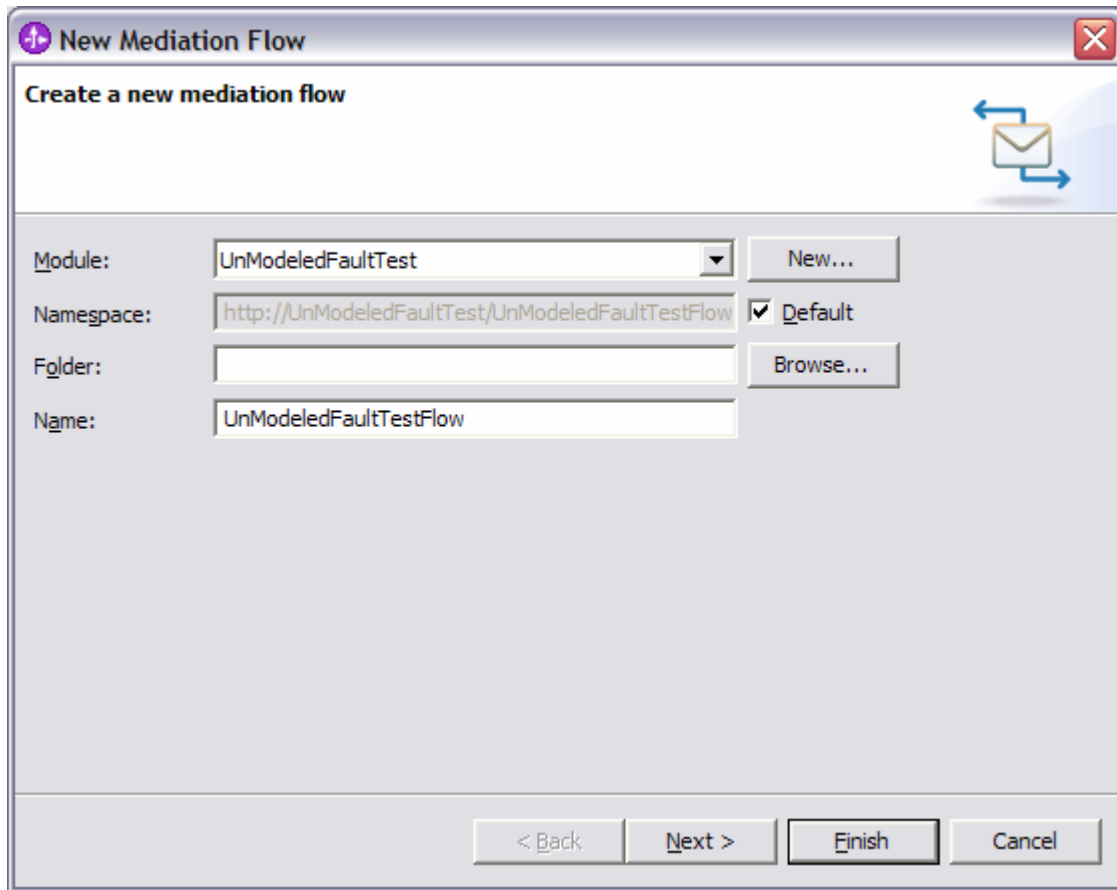 New Mediation Flow
Create a new mediation flow
Module: UnModeledFaultTest New...
Namespace: http://UnModeledFaultTest/UnModeledFaultTestFlow Default
Folder: Browse...
Name: UnModeledFaultTestFlow
< Back Next > Finish Cancel